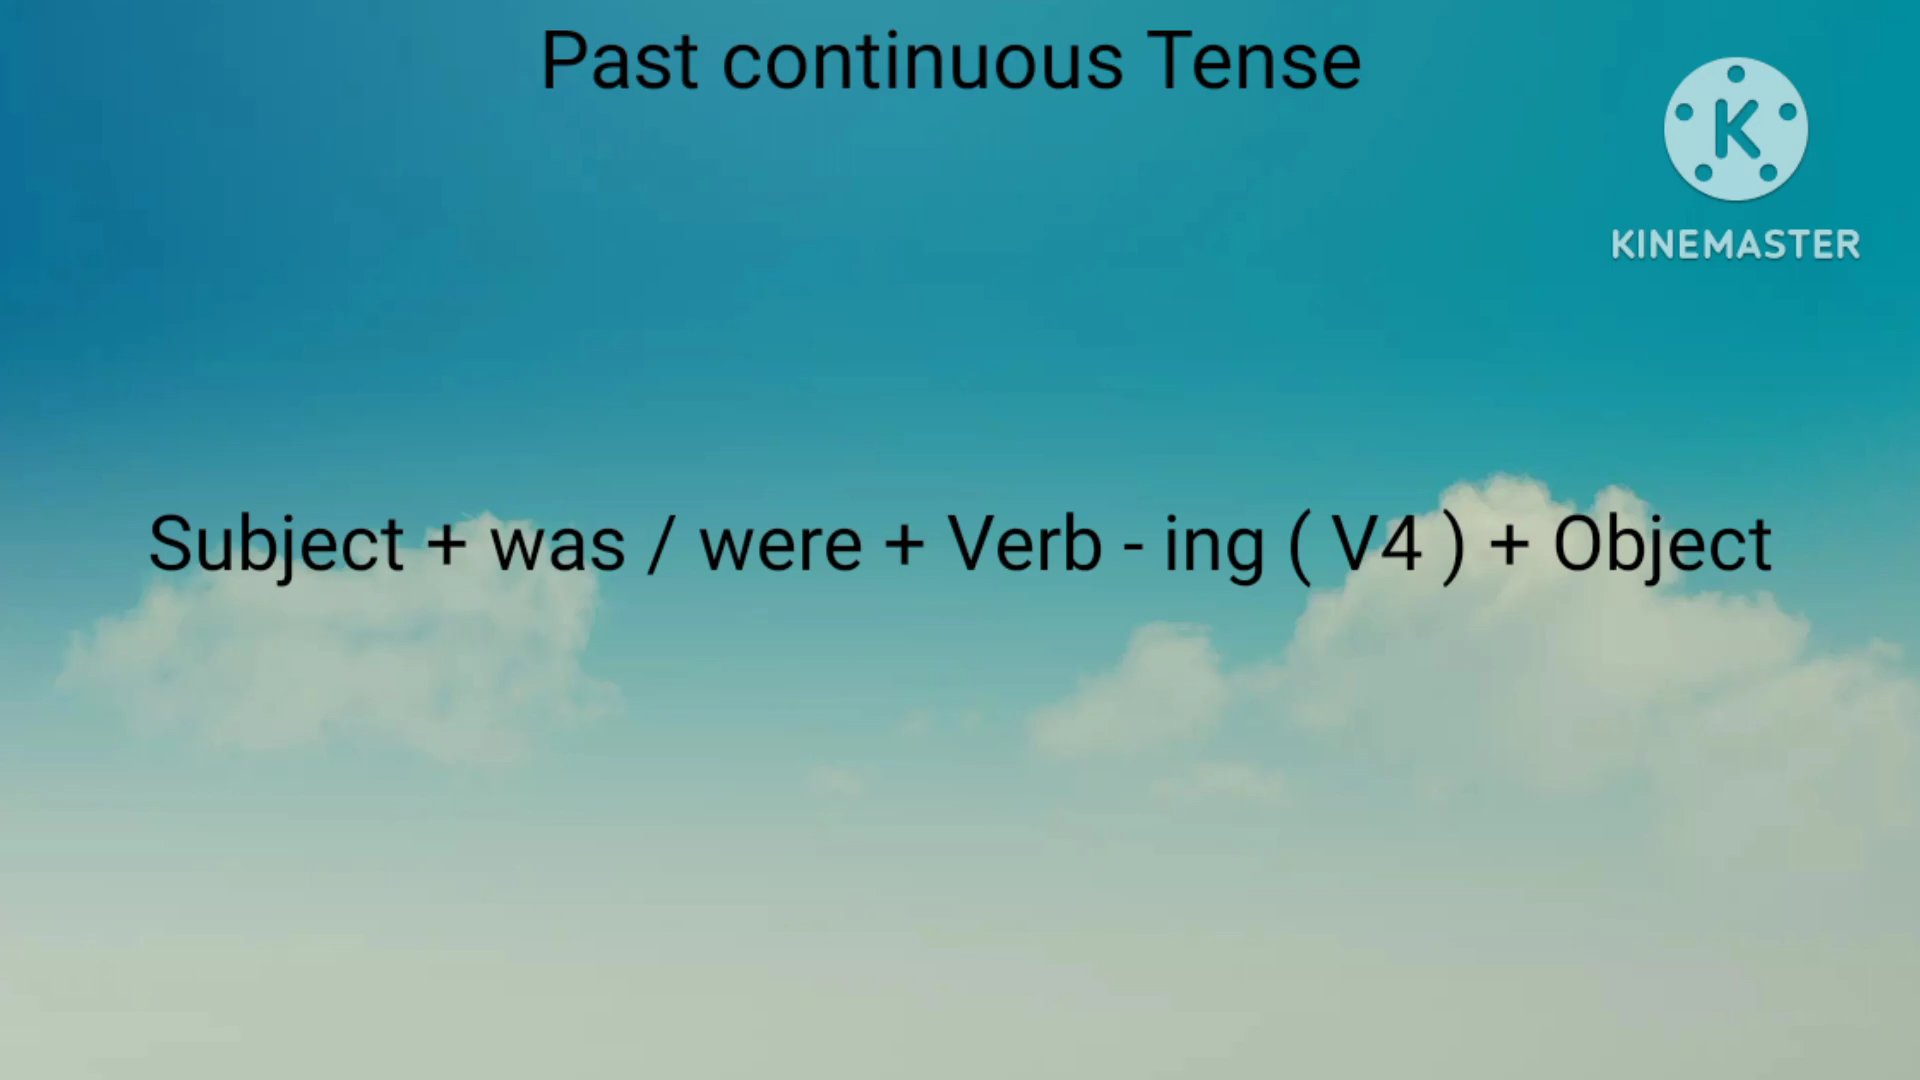 Past continuous Tense
K
KINEMASTER
Subject + was / were + Verb - ing ( V4 ) + Object